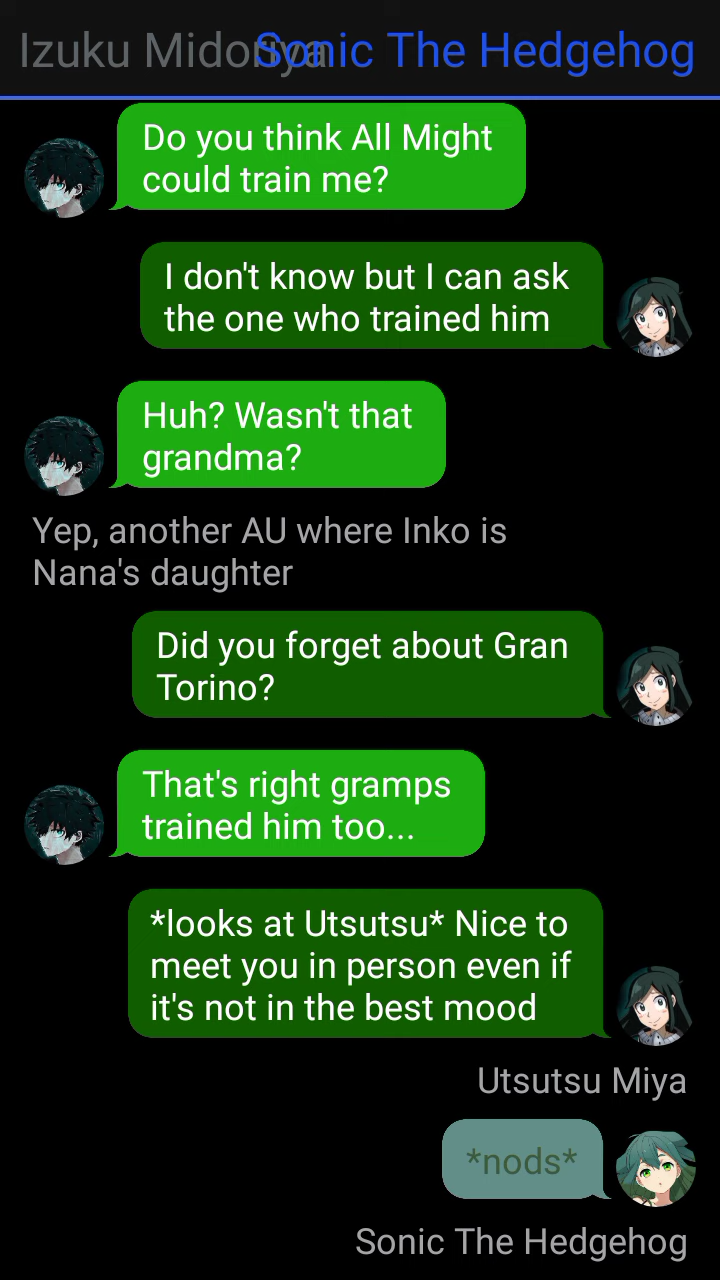 Izuku Midoriya
Sonic The Hedgehog
Do you think All Might
could train me?
I don't know but I can ask
the one who trained him
Huh? Wasn't that
grandma?
Yep, another AU where Inko is
Nana's daughter
Did you forget about Gran
Torino?
That's right gramps
trained him too...
*looks at Utsutsu* Nice to
meet you in person even if
it's not in the best mood
Utsutsu Miya
*nods*
Sonic The Hedgehog